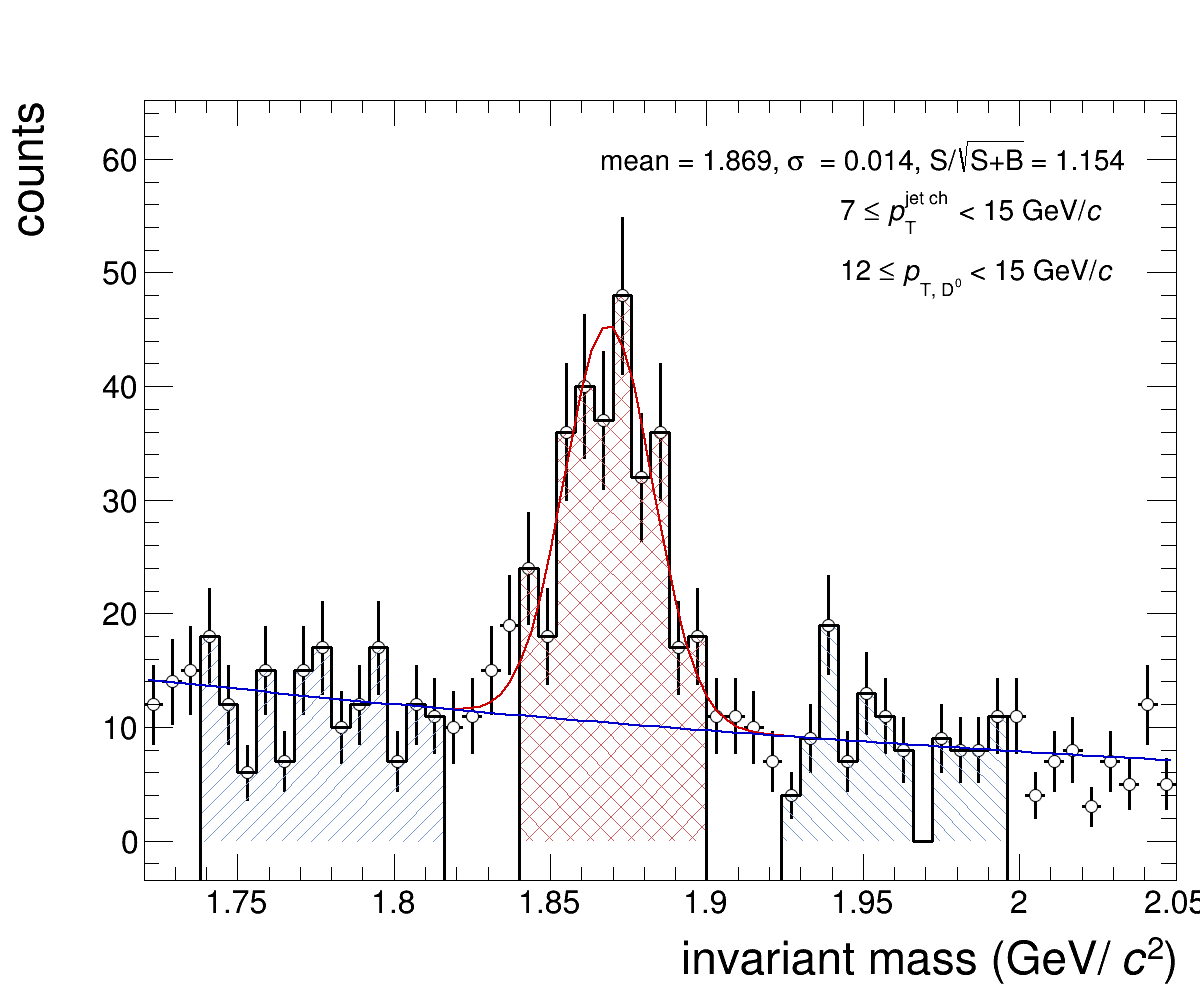 counts
60
50
40
30
20
10
0
mean = 1.869, σ = 0.014, S/√S+B = 1.154
7 ≤ p_T^jet ch < 15 GeV/c
12 ≤ p_T, D⁰ < 15 GeV/c
1.75 1.8 1.85 1.9 1.95 2 2.05
invariant mass (GeV/ c²)